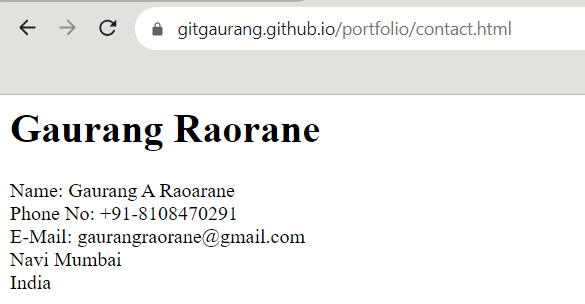 gitgaurang.github.io/portfolio/contact.html
Gaurang Raorane
Name: Gaurang A Raoarane
Phone No: +91-8108470291
E-Mail: gaurangraorane@gmail.com
Navi Mumbai
India